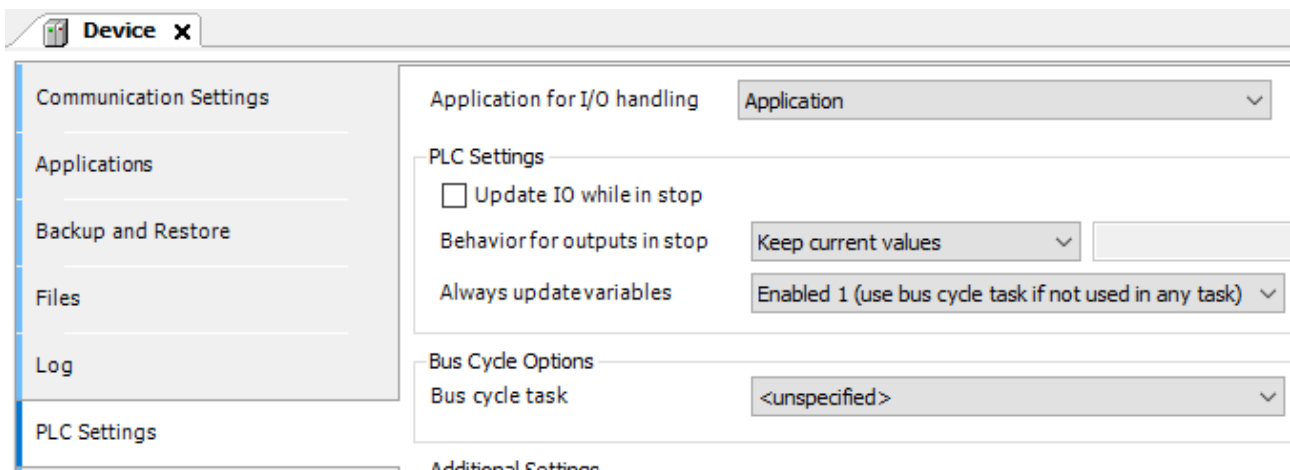 Device
Communication Settings
Applications
Backup and Restore
Files
Log
PLC Settings
Application for I/O handling Application
PLC Settings
Update IO while in stop
Behavior for outputs in stop Keep current values
Always update variables Enabled 1 (use bus cycle task if not used in any task)
Bus Cycle Options
Bus cycle task <unspecified>
Additional Settings